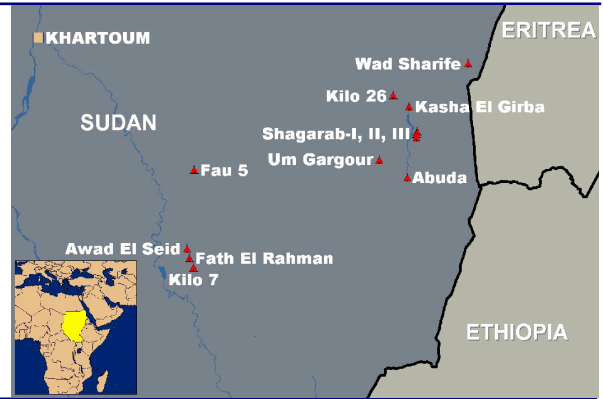 ERITREA
KHARTOUM
Wad Sharife
Kilo 26
Kasha El Girba
SUDAN
Shagarab-I, II, III
Um Gargour
Fau 5
Abuda
Awad El Seid
Fath El Rahman
Kilo 7
ETHIOPIA